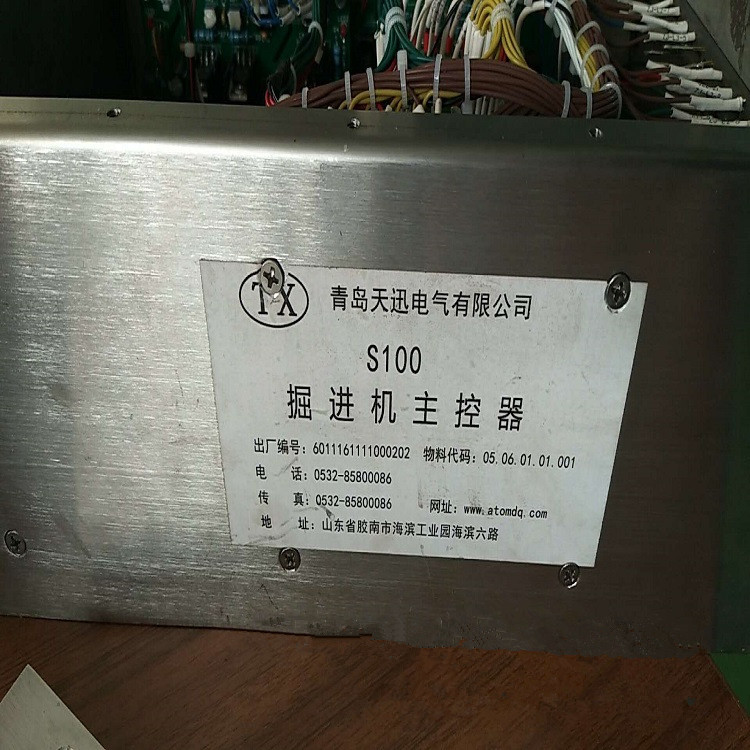 TX 青岛天迅电气有限公司
S100
掘进机主控器
出厂编号：6011161111000202 物料代码：05.06.01.01.001
电 话：0532-85800086
传 真：0532-85800086 网址：www.atomdq.com
地 址：山东省胶南市海滨工业园海滨六路